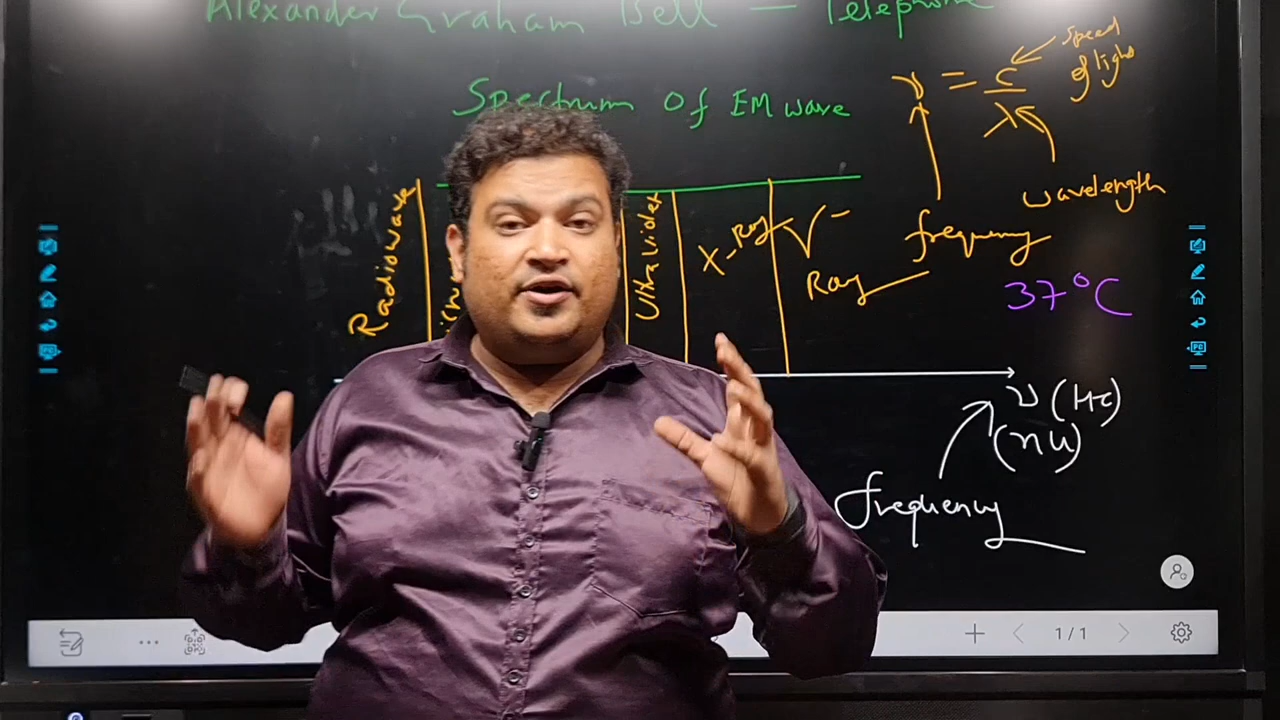 Alexander Graham Bell — Telephone
Spectrum of EM wave
ν = c/λ
speed of light
wavelength
frequency
Radiowave
Ultraviolet
X-Ray
γ-Ray
37°C
ν (Hz)
(nu)
frequency
1/1